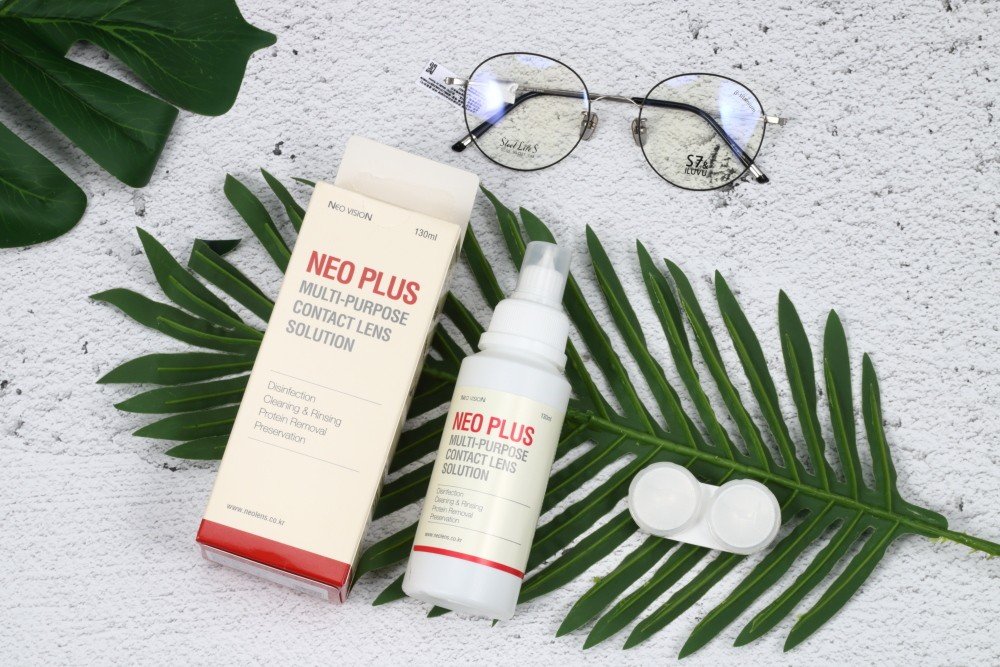 NEO VISION
130ml
NEO PLUS
MULTI-PURPOSE
CONTACT LENS
SOLUTION
Disinfection
Cleaning & Rinsing
Protein Removal
Preservation
www.neolens.co.kr
NEO VISION
130ml
NEO PLUS
MULTI-PURPOSE
CONTACT LENS
SOLUTION
Disinfection
Cleaning & Rinsing
Protein Removal
Preservation
www.neolens.co.kr